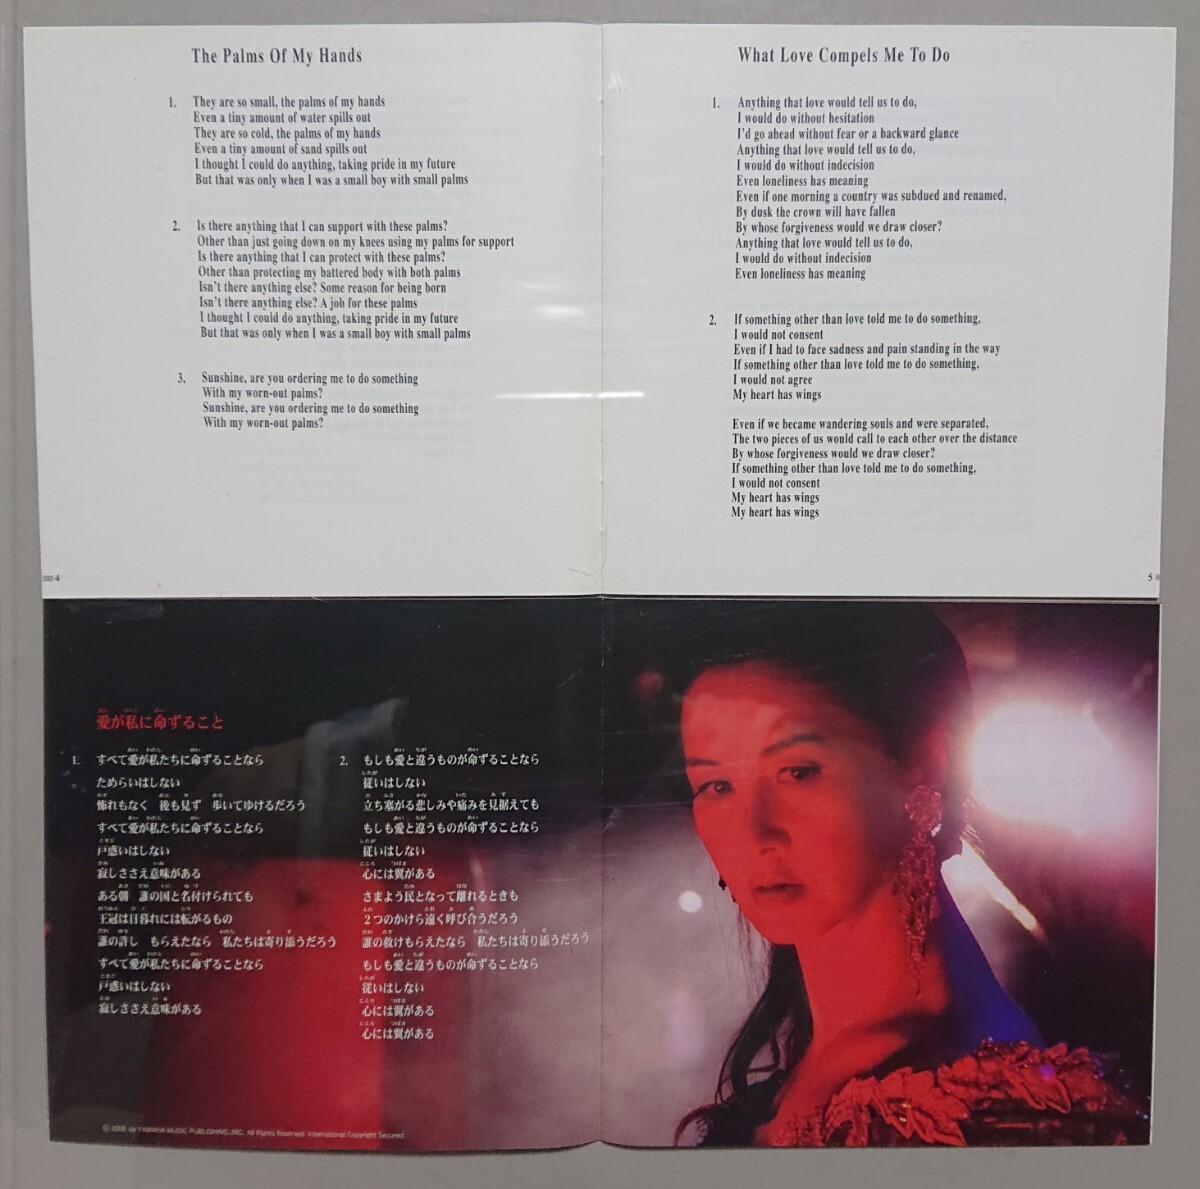 The Palms Of My Hands
1. They are so small, the palms of my hands
Even a tiny amount of water spills out
They are so cold, the palms of my hands
Even a tiny amount of sand spills out
I thought I could do anything, taking pride in my future
But that was only when I was a small boy with small palms
2. Is there anything that I can support with these palms?
Other than just going down on my knees using my palms for support
Is there anything that I can protect with these palms?
Other than protecting my battered body with both palms
Isn't there anything else? Some reason for being born
Isn't there anything else? A job for these palms
I thought I could do anything, taking pride in my future
But that was only when I was a small boy with small palms
3. Sunshine, are you ordering me to do something
With my worn-out palms?
Sunshine, are you ordering me to do something
With my worn-out palms?
4
What Love Compels Me To Do
1. Anything that love would tell us to do,
I would do without hesitation
I'd go ahead without fear or a backward glance
Anything that love would tell us to do,
I would do without indecision
Even loneliness has meaning
Even if one morning a country was subdued and renamed,
By dusk the crown will have fallen
By whose forgiveness would we draw closer?
Anything that love would tell us to do,
I would do without indecision
Even loneliness has meaning
2. If something other than love told me to do something,
I would not consent
Even if I had to face sadness and pain standing in the way
If something other than love told me to do something,
I would not agree
My heart has wings
Even if we became wandering souls and were separated,
The two pieces of us would call to each other over the distance
By whose forgiveness would we draw closer?
If something other than love told me to do something,
I would not consent
My heart has wings
My heart has wings
5
愛が私に命ずること
1. すべて愛が私たちに命ずることなら
ためらいはしない
怖れもなく 後も見ず 歩いてゆけるだろう
すべて愛が私たちに命ずることなら
戸惑いはしない
寂しささえ意味がある
ある朝 誰の国と名付けられても
王冠は日暮れには転がるもの
誰の許し もらえたなら 私たちは寄り添うだろう
すべて愛が私たちに命ずることなら
戸惑いはしない
寂しささえ意味がある
2. もしも愛と違うものが命ずることなら
従いはしない
立ち塞がる悲しみや痛みを見据えても
もしも愛と違うものが命ずることなら
従いはしない
心には翼がある
さまよう民となって離れるときも
2つのかけら遠く呼び合うだろう
誰の救けもらえたなら 私たちは寄り添うだろう
もしも愛と違うものが命ずることなら
従いはしない
心には翼がある
心には翼がある
by YAMAHA MUSIC PUBLISHING, INC. All Rights Reserved. International Copyright Secured.